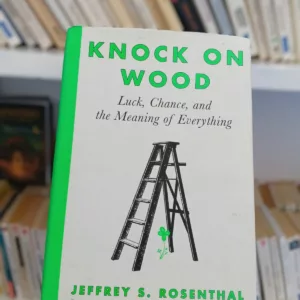 KNOCK ON
WOOD
Luck, Chance, and
the Meaning of Everything
JEFFREY S. ROSENTHAL